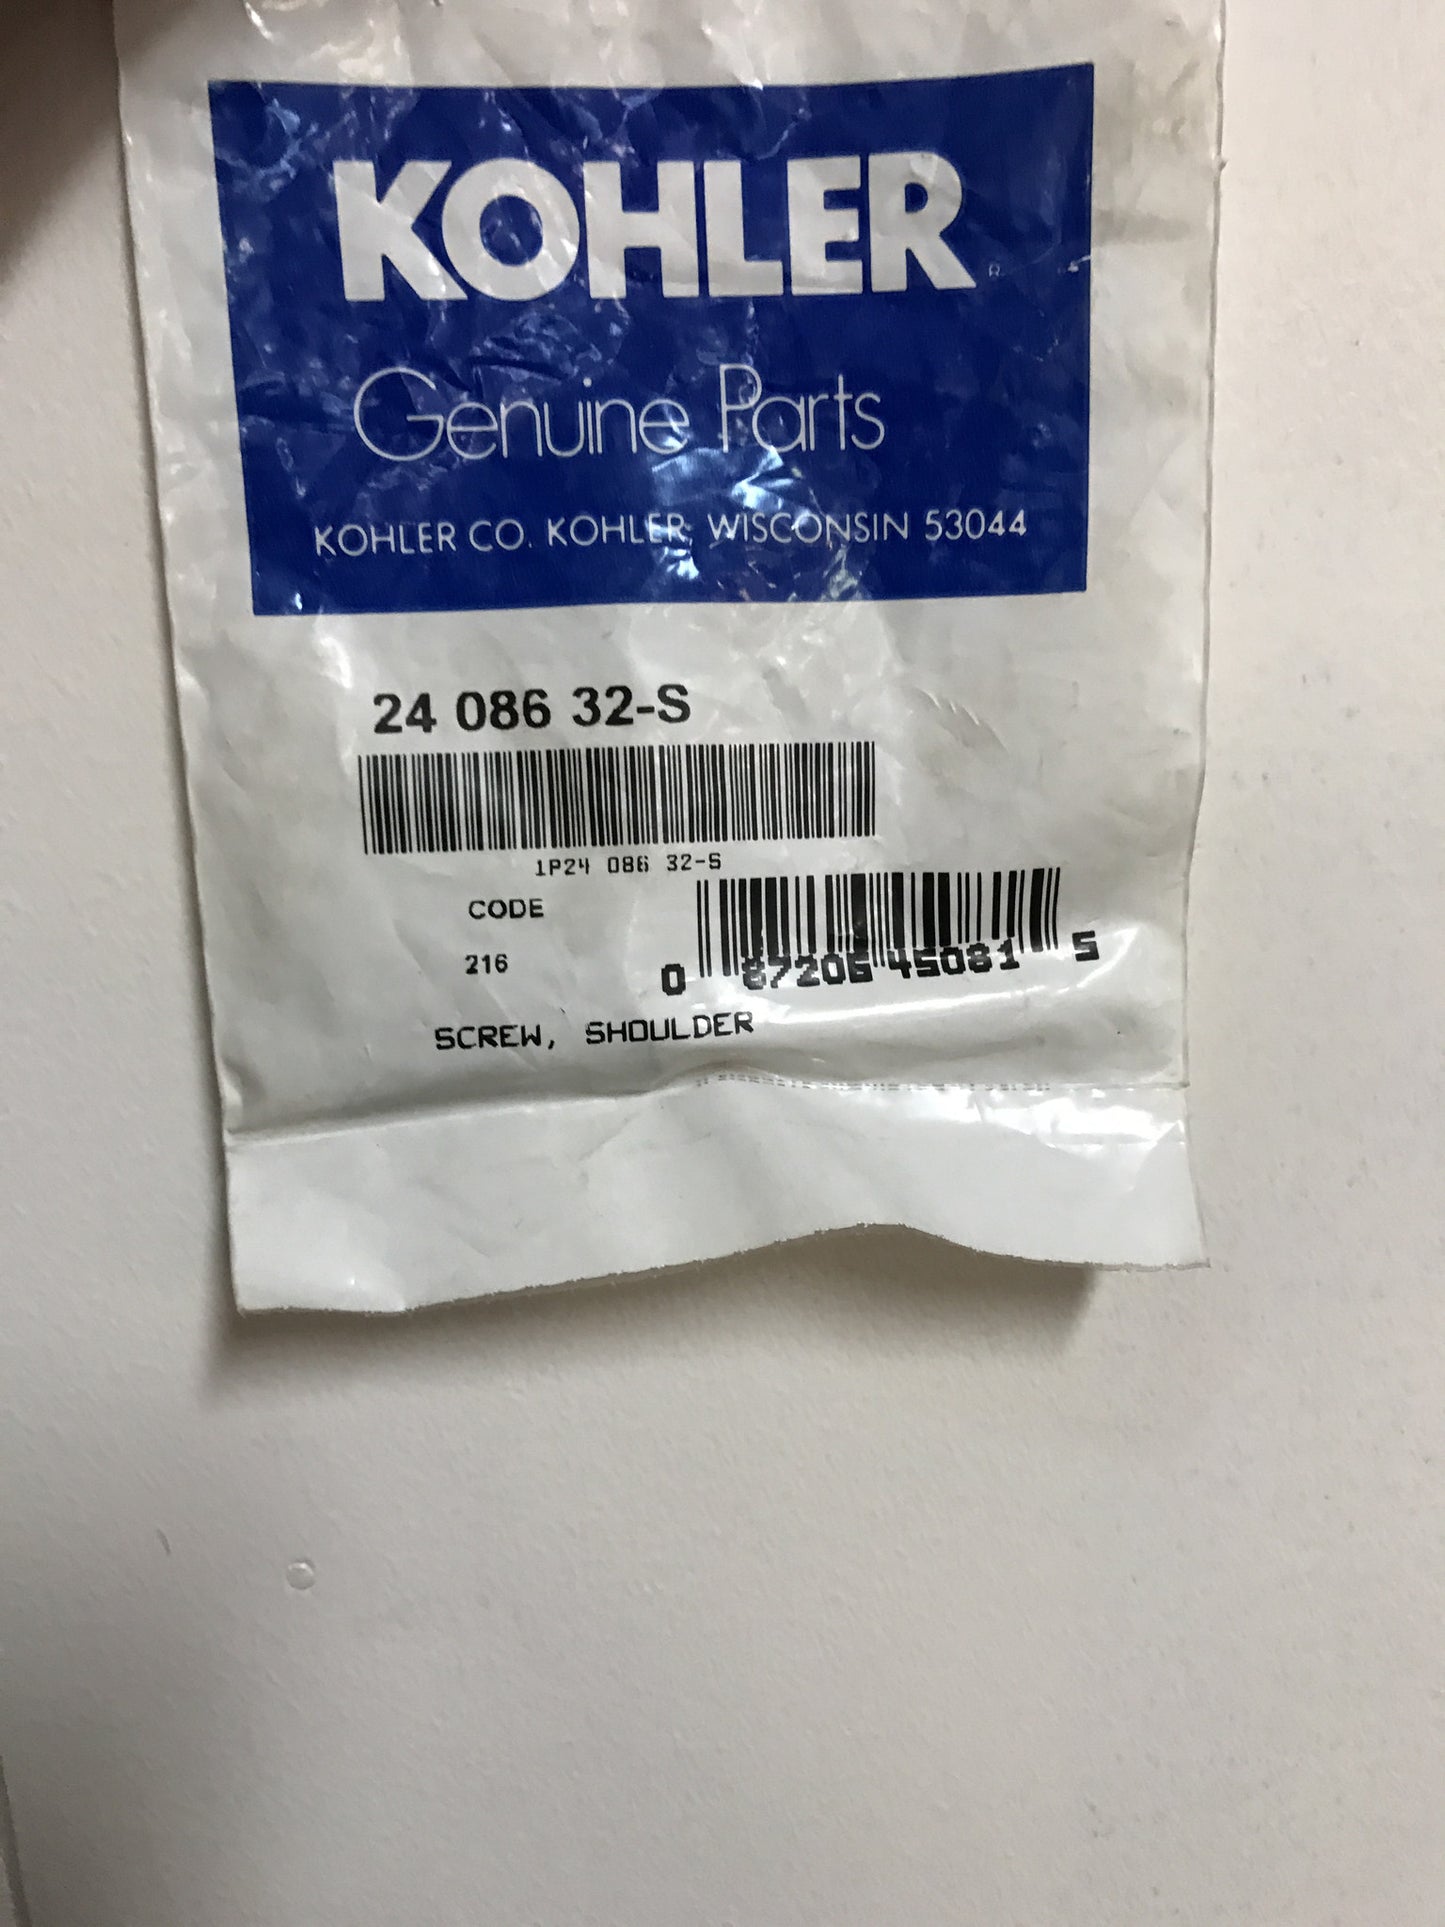 KOHLER®
Genuine Parts
KOHLER CO. KOHLER, WISCONSIN 53044
24 086 32-S
1P24 086 32-S
CODE
216
0 87206 45081 5
SCREW, SHOULDER